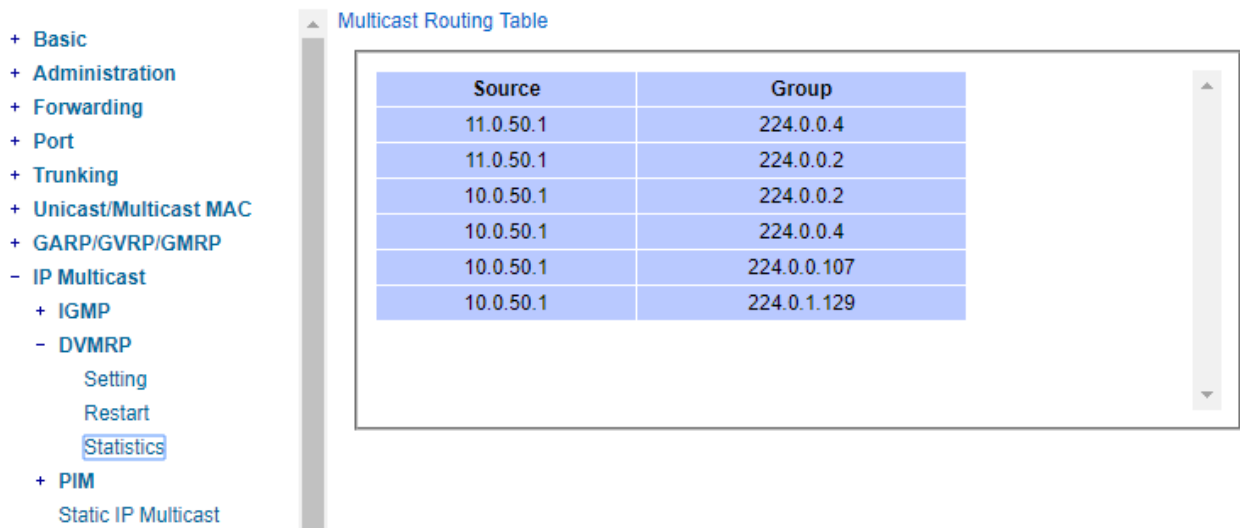 + Basic
+ Administration
+ Forwarding
+ Port
+ Trunking
+ Unicast/Multicast MAC
+ GARP/GVRP/GMRP
− IP Multicast
+ IGMP
− DVMRP
Setting
Restart
Statistics
+ PIM
Static IP Multicast
Multicast Routing Table
Source Group
11.0.50.1 224.0.0.4
11.0.50.1 224.0.0.2
10.0.50.1 224.0.0.2
10.0.50.1 224.0.0.4
10.0.50.1 224.0.0.107
10.0.50.1 224.0.1.129